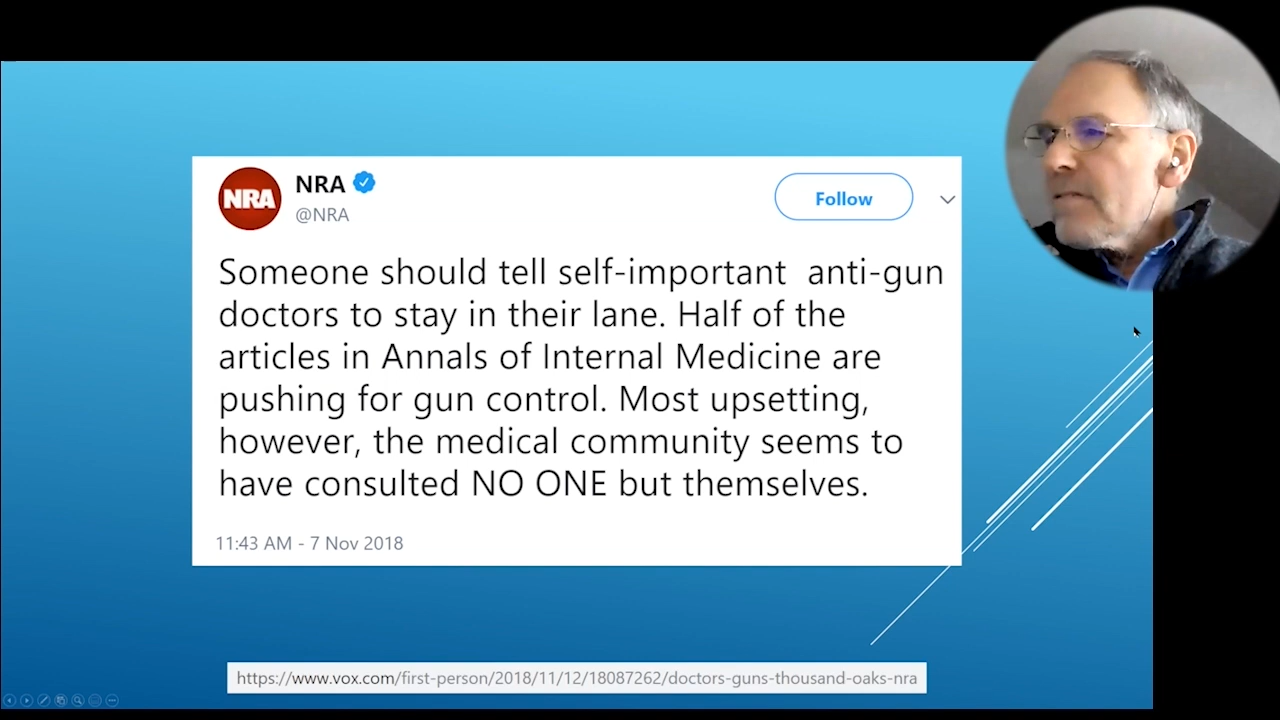 NRA
NRA
@NRA
Follow
Someone should tell self-important anti-gun
doctors to stay in their lane. Half of the
articles in Annals of Internal Medicine are
pushing for gun control. Most upsetting,
however, the medical community seems to
have consulted NO ONE but themselves.
11:43 AM - 7 Nov 2018
https://www.vox.com/first-person/2018/11/12/18087262/doctors-guns-thousand-oaks-nra